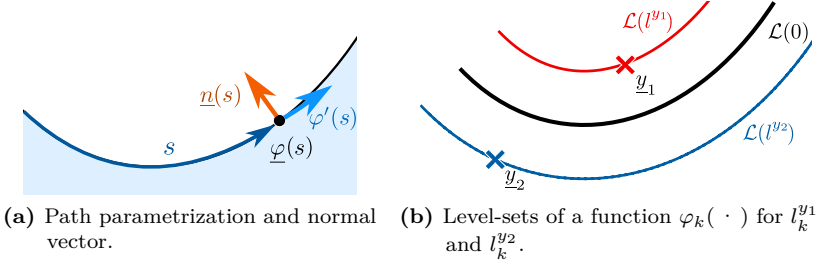 n(s)
φ′(s)
s
φ(s)
(a) Path parametrization and normal
vector.
ℒ(l^{y_1})
ℒ(0)
y_1
ℒ(l^{y_2})
y_2
(b) Level-sets of a function φ_k( · ) for l_k^{y_1}
and l_k^{y_2}.